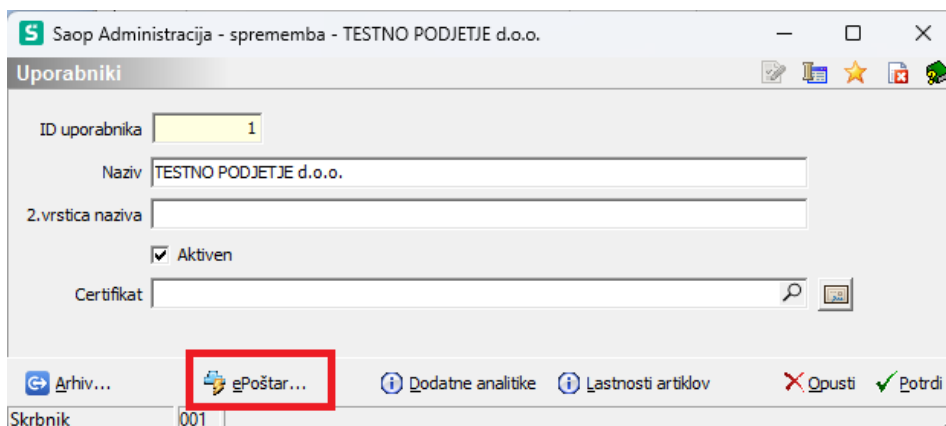 S Saop Administracija - sprememba - TESTNO PODJETJE d.o.o.
Uporabniki
ID uporabnika 1
Naziv TESTNO PODJETJE d.o.o.
2.vrstica naziva
Aktiven
Certifikat
Arhiv... ePoštar... Dodatne analitike Lastnosti artiklov Opusti Potrdi
Skrbnik 001